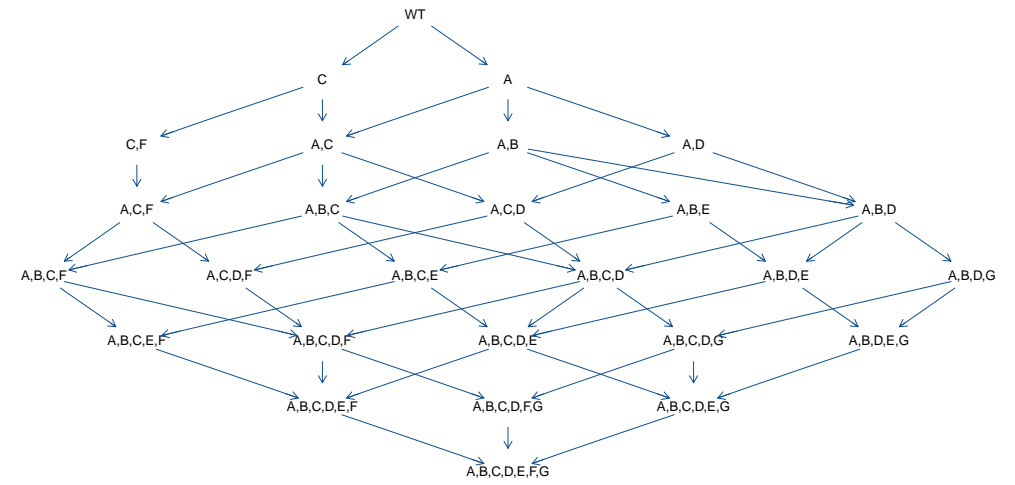 WT
C
A
C,F
A,C
A,B
A,D
A,C,F
A,B,C
A,C,D
A,B,E
A,B,D
A,B,C,F
A,C,D,F
A,B,C,E
A,B,C,D
A,B,D,E
A,B,D,G
A,B,C,E,F
A,B,C,D,F
A,B,C,D,E
A,B,C,D,G
A,B,D,E,G
A,B,C,D,E,F
A,B,C,D,F,G
A,B,C,D,E,G
A,B,C,D,E,F,G